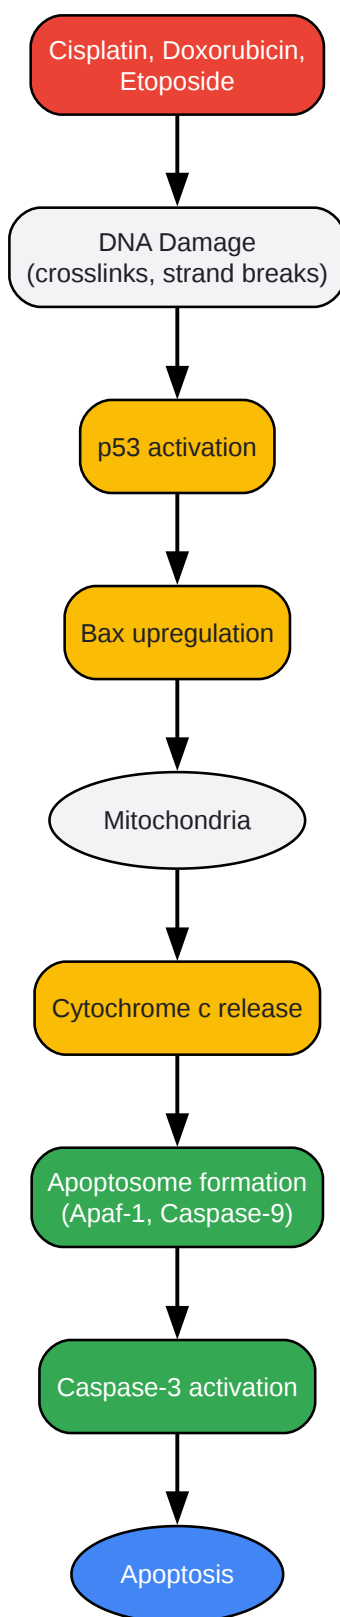 Cisplatin, Doxorubicin,
Etoposide
DNA Damage
(crosslinks, strand breaks)
p53 activation
Bax upregulation
Mitochondria
Cytochrome c release
Apoptosome formation
(Apaf-1, Caspase-9)
Caspase-3 activation
Apoptosis